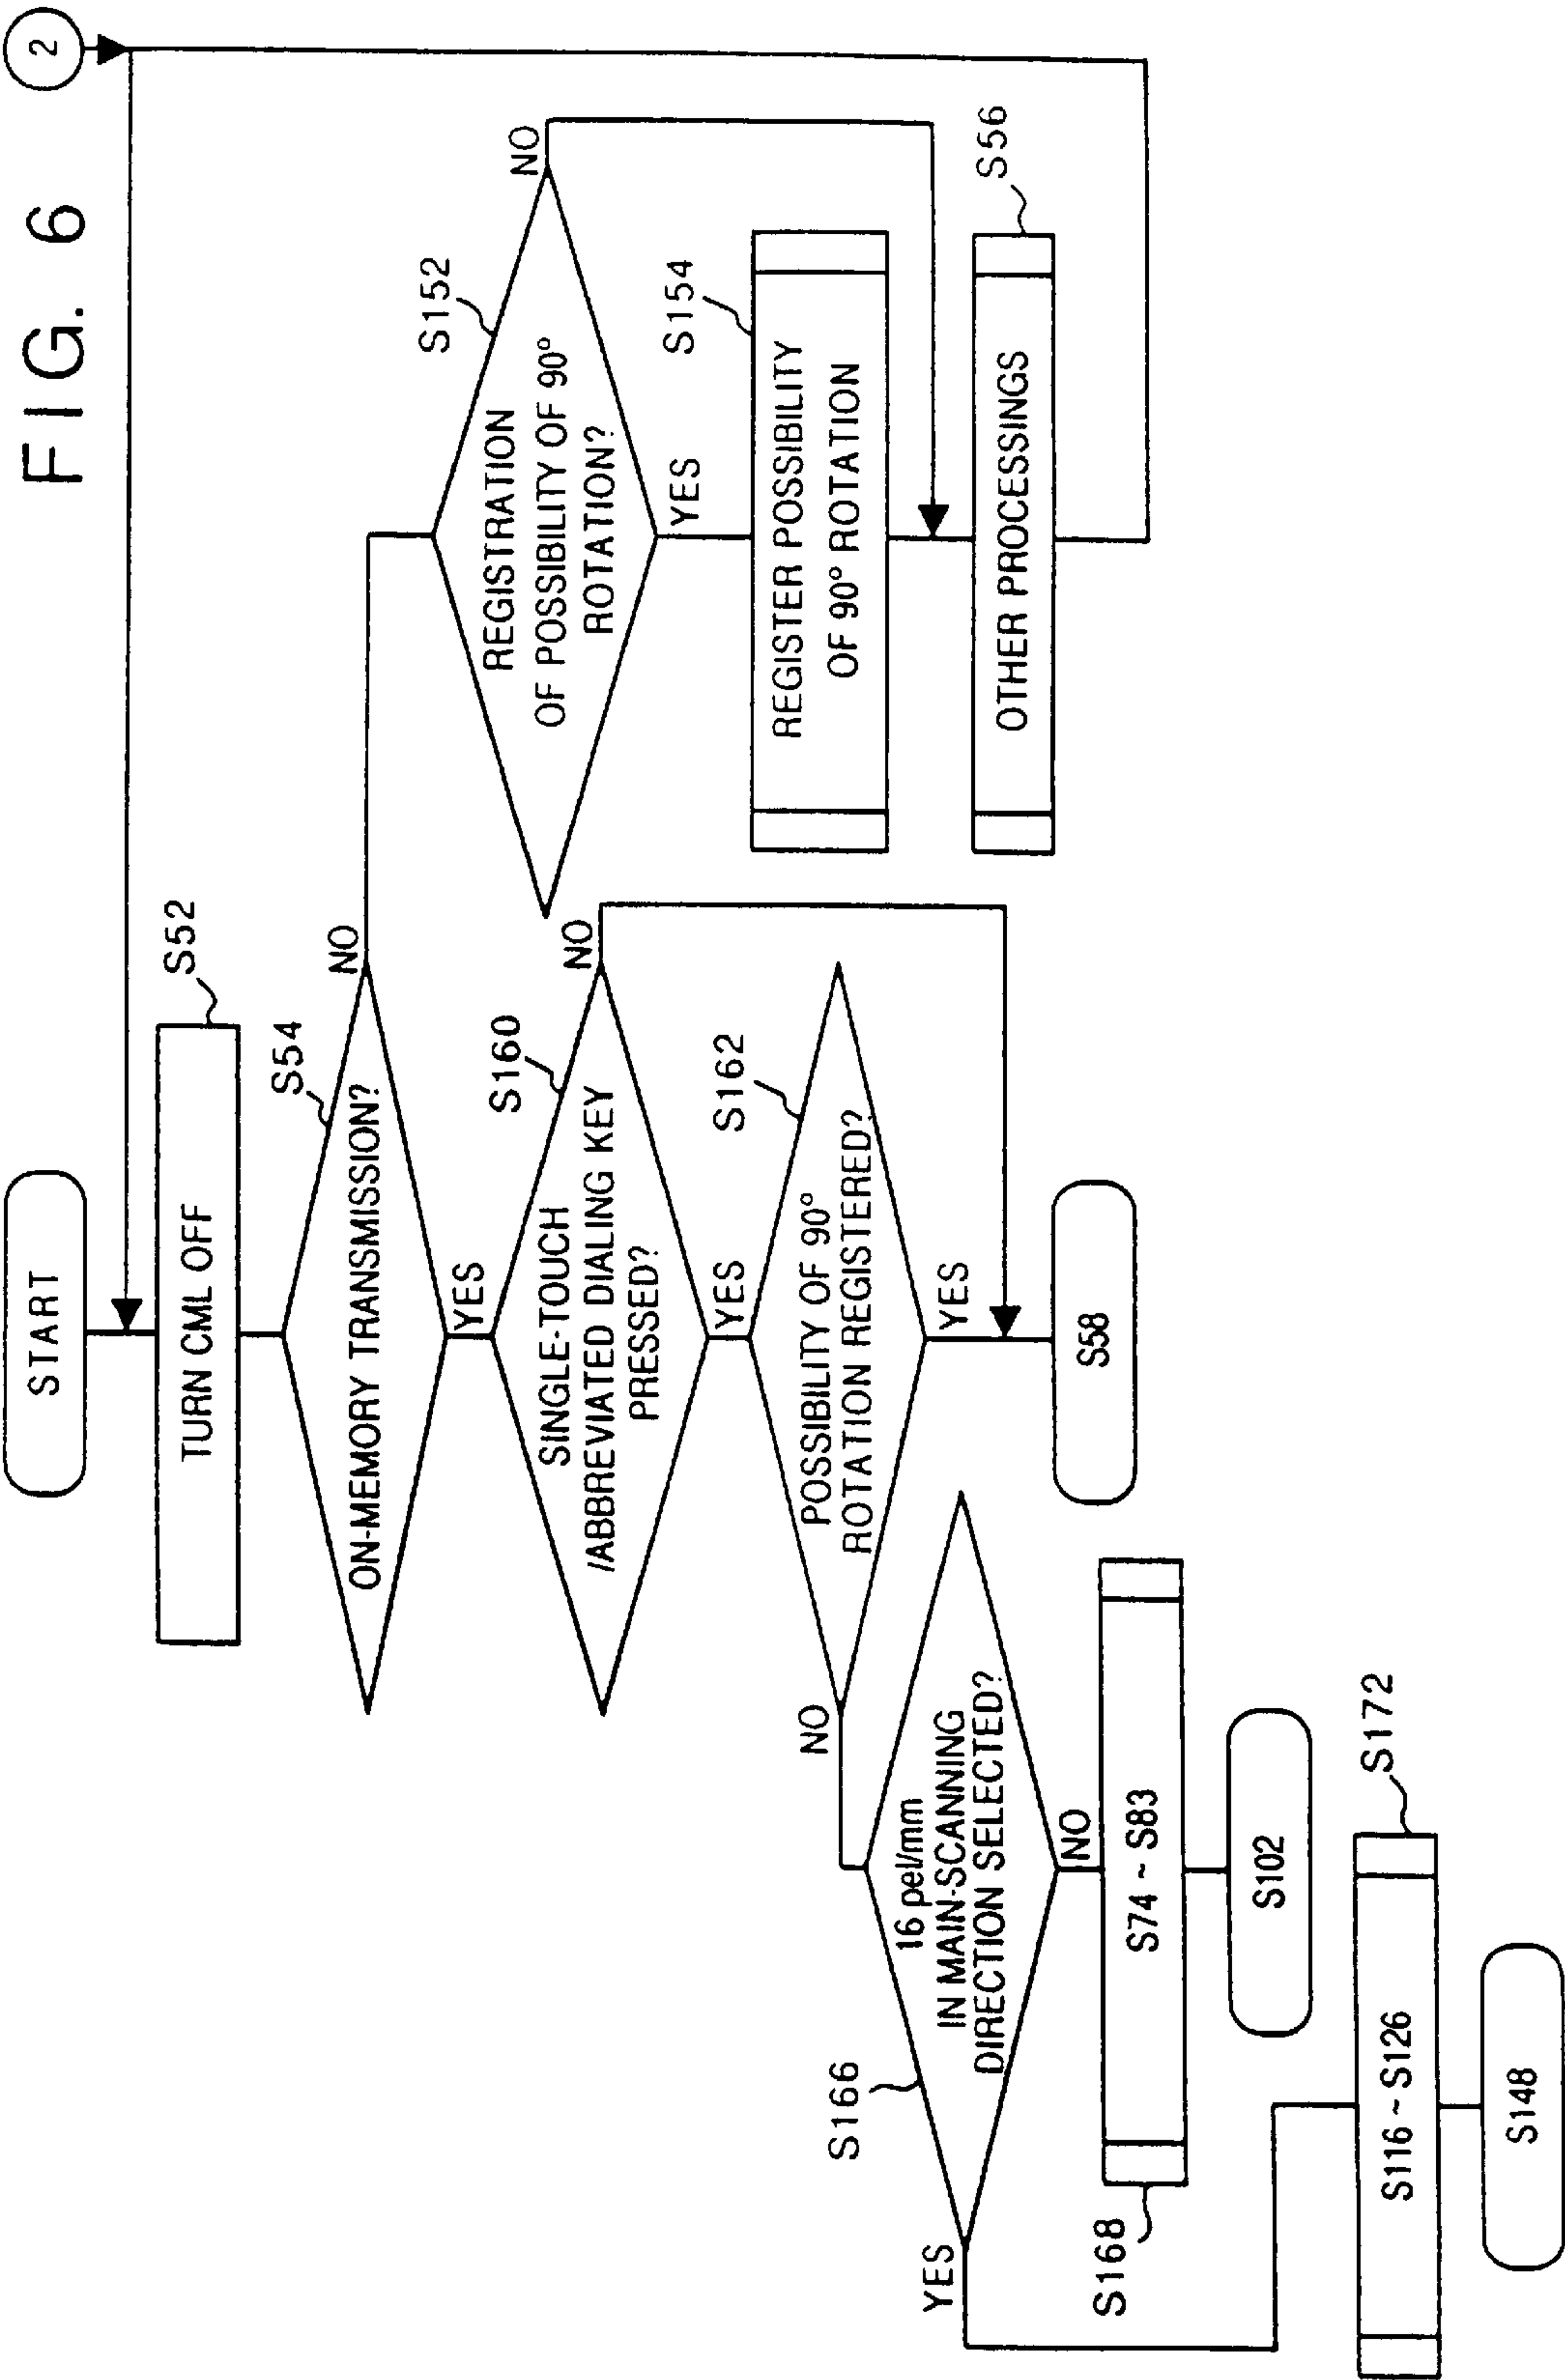 FIG. 6
2
START
TURN CML OFF
S52
ON-MEMORY TRANSMISSION?
S54
NO
YES
SINGLE-TOUCH
/ABBREVIATED DIALING KEY
PRESSED?
S160
NO
YES
POSSIBILITY OF 90°
ROTATION REGISTERED?
S162
NO
YES
S58
REGISTRATION
OF POSSIBILITY OF 90°
ROTATION?
S152
NO
YES
REGISTER POSSIBILITY
OF 90° ROTATION
S154
OTHER PROCESSINGS
S56
16 pel/mm
IN MAIN-SCANNING
DIRECTION SELECTED?
S166
YES
NO
S74 ~ S83
S168
S102
S116 ~ S126
S172
S148